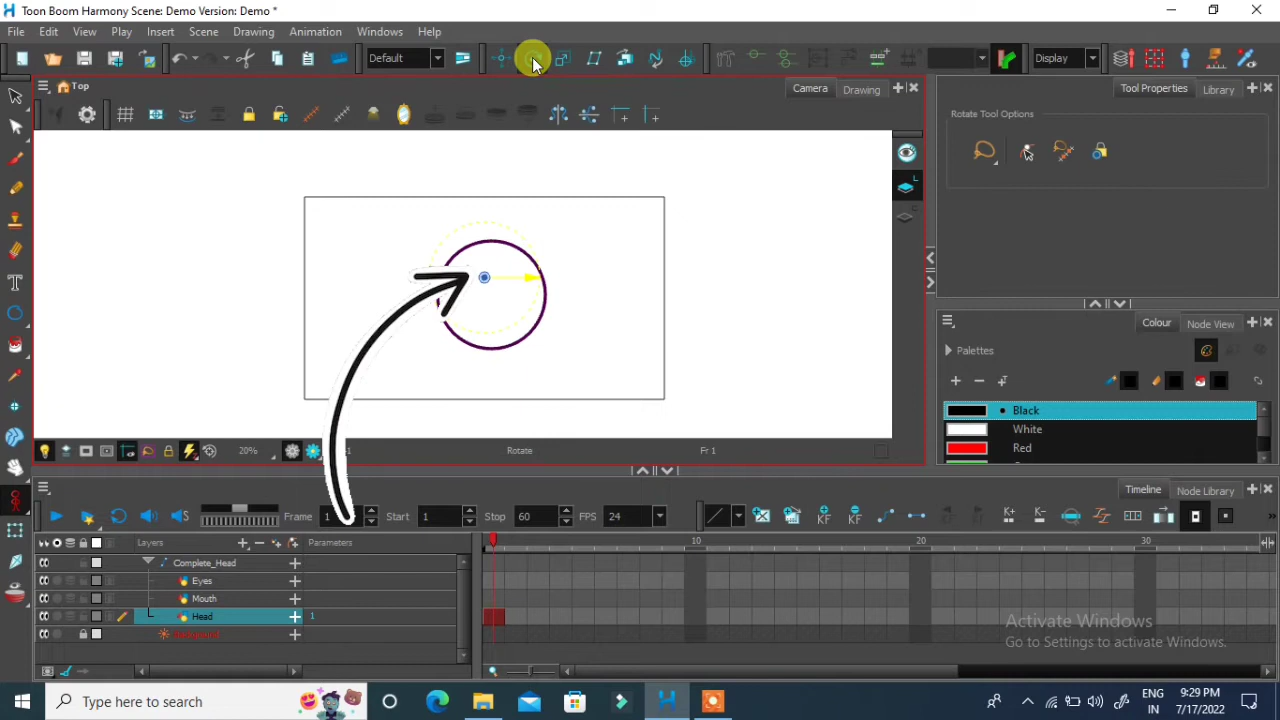 Toon Boom Harmony Scene: Demo Version: Demo *
File Edit View Play Insert Scene Drawing Animation Windows Help
Default
Display
Top
Camera
Drawing
Tool Properties
Library
Rotate Tool Options
Colour
Node View
Palettes
Black
White
Red
20%
Rotate
Fr 1
Timeline
Node Library
Frame 1
Start 1
Stop 60
FPS 24
KF
KF
Layers
Parameters
10
20
30
Complete_Head
Eyes
Mouth
Head
1
Background
Activate Windows
Go to Settings to activate Windows.
Type here to search
ENG
IN
9:29 PM
7/17/2022